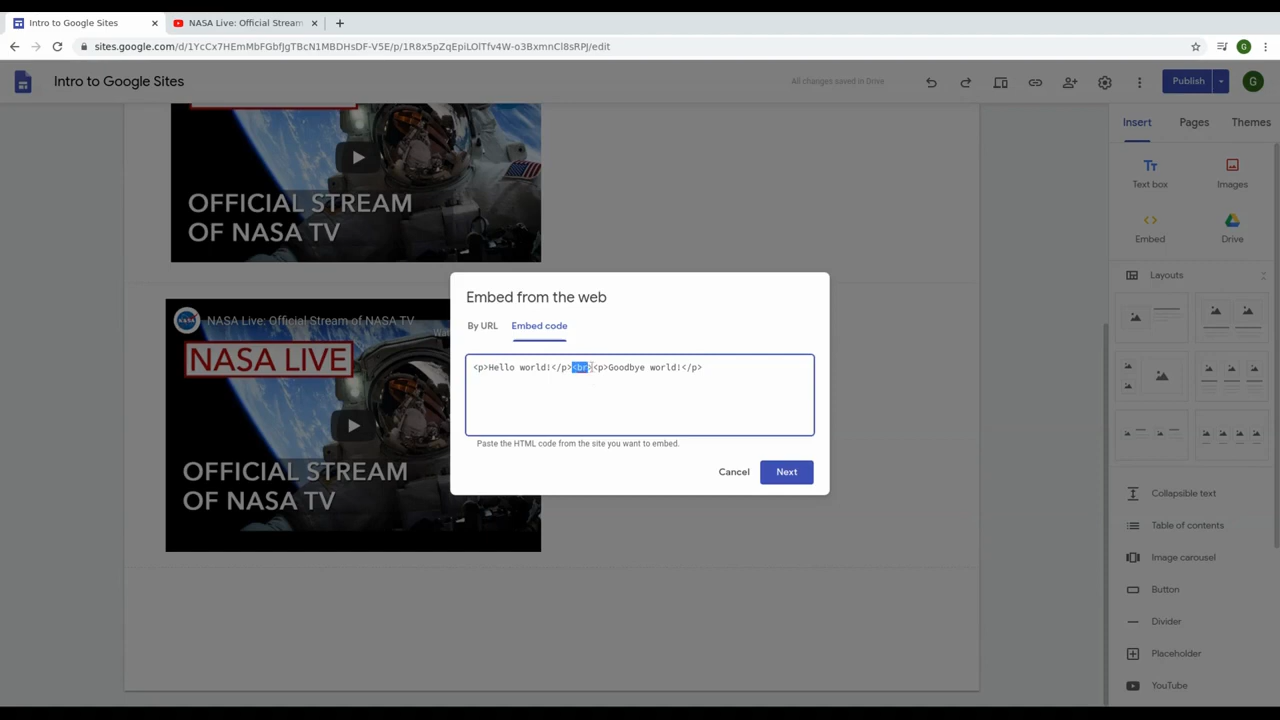 Intro to Google Sites
NASA Live: Official Stream
sites.google.com/d/1YcCx7HEmMbFGbfJgTBcN1MBDHsDF-V5E/p/1R8x5pZqEpiLOlTfv4W-o3BxmnCl8sRPJ/edit
G
Intro to Google Sites
All changes saved in Drive
Publish
G
Insert
Pages
Themes
Text box
Images
Embed
Drive
Layouts
OFFICIAL STREAM
OF NASA TV
NASA Live: Official Stream of NASA TV
NASA LIVE
OFFICIAL STREAM
OF NASA TV
Embed from the web
By URL
Embed code
<p>Hello world!</p><br><p>Goodbye world!</p>
Paste the HTML code from the site you want to embed.
Cancel
Next
Collapsible text
Table of contents
Image carousel
Button
Divider
Placeholder
YouTube